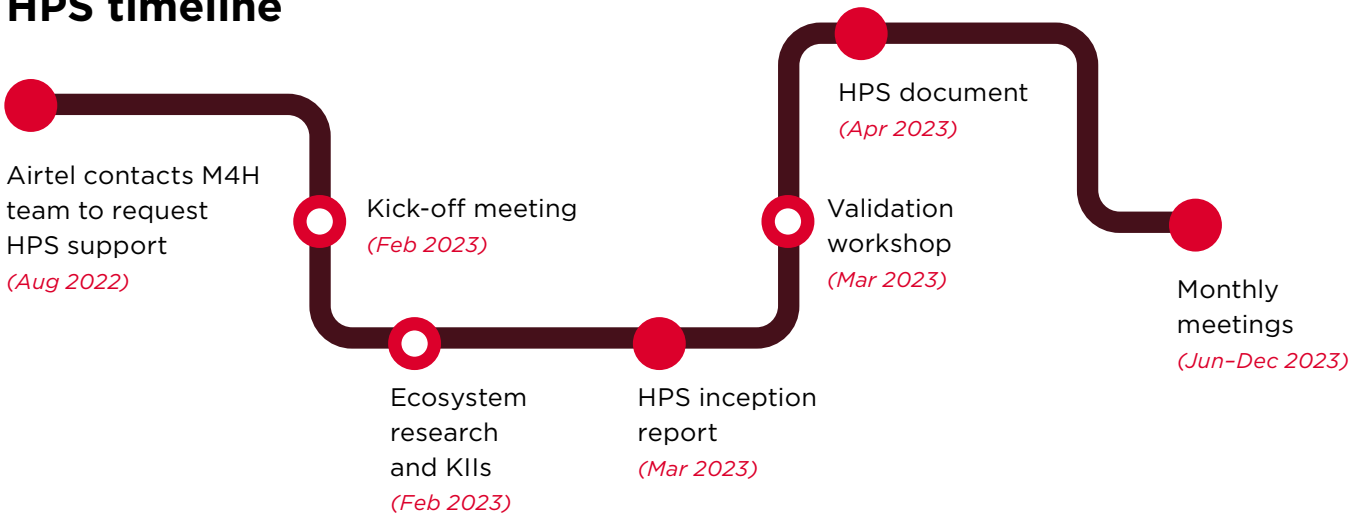 HPS timeline
Airtel contacts M4H
team to request
HPS support
(Aug 2022)
Kick-off meeting
(Feb 2023)
Ecosystem
research
and KIIs
(Feb 2023)
HPS inception
report
(Mar 2023)
Validation
workshop
(Mar 2023)
HPS document
(Apr 2023)
Monthly
meetings
(Jun–Dec 2023)